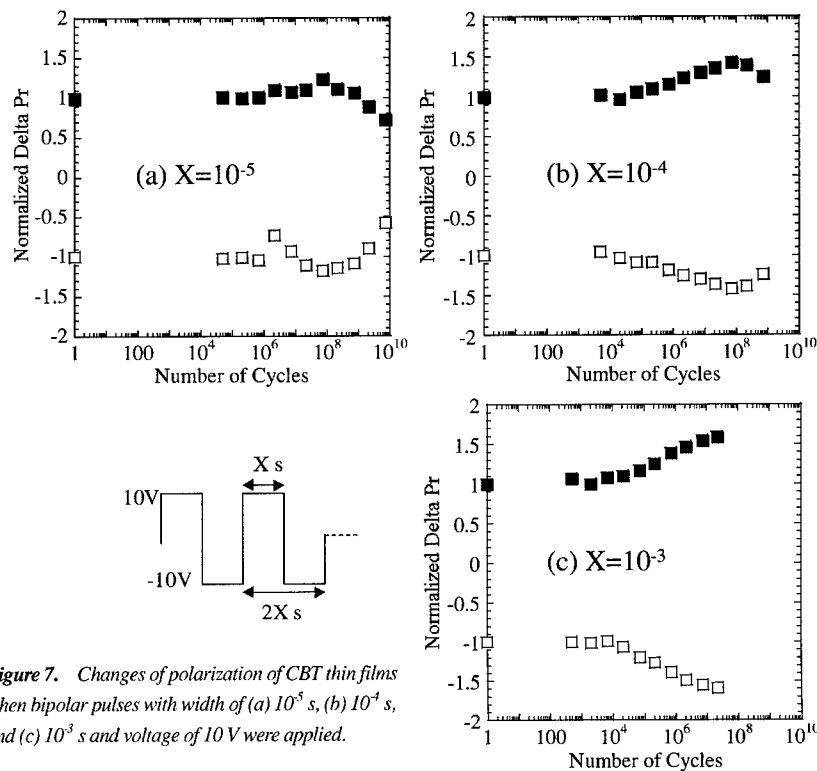 2
1.5
1
0.5
0
-0.5
-1
-1.5
-2
Normalized Delta Pr
(a) X=10⁻⁵
1 100 10⁴ 10⁶ 10⁸ 10¹⁰
Number of Cycles
2
1.5
1
0.5
0
-0.5
-1
-1.5
-2
Normalized Delta Pr
(b) X=10⁻⁴
1 100 10⁴ 10⁶ 10⁸ 10¹⁰
Number of Cycles
X s
10V
-10V
2X s
2
1.5
1
0.5
0
-0.5
-1
-1.5
-2
Normalized Delta Pr
(c) X=10⁻³
1 100 10⁴ 10⁶ 10⁸
Number of Cycles
igure 7. Changes of polarization of CBT thin films
hen bipolar pulses with width of (a) 10⁻⁵ s, (b) 10⁻⁴ s,
nd (c) 10⁻³ s and voltage of 10 V were applied.